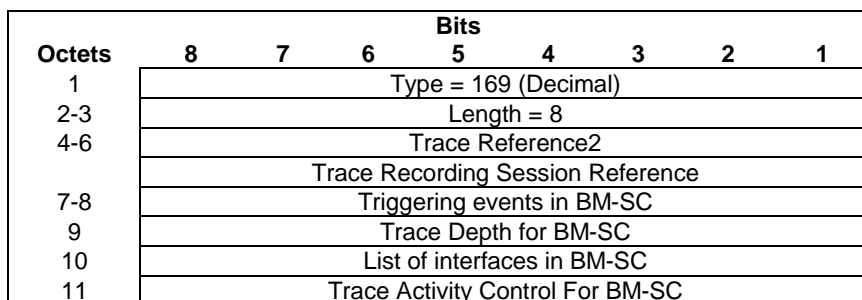 Bits
Octets 8 7 6 5 4 3 2 1
1 Type = 169 (Decimal)
2-3 Length = 8
4-6 Trace Reference2
Trace Recording Session Reference
7-8 Triggering events in BM-SC
9 Trace Depth for BM-SC
10 List of interfaces in BM-SC
11 Trace Activity Control For BM-SC